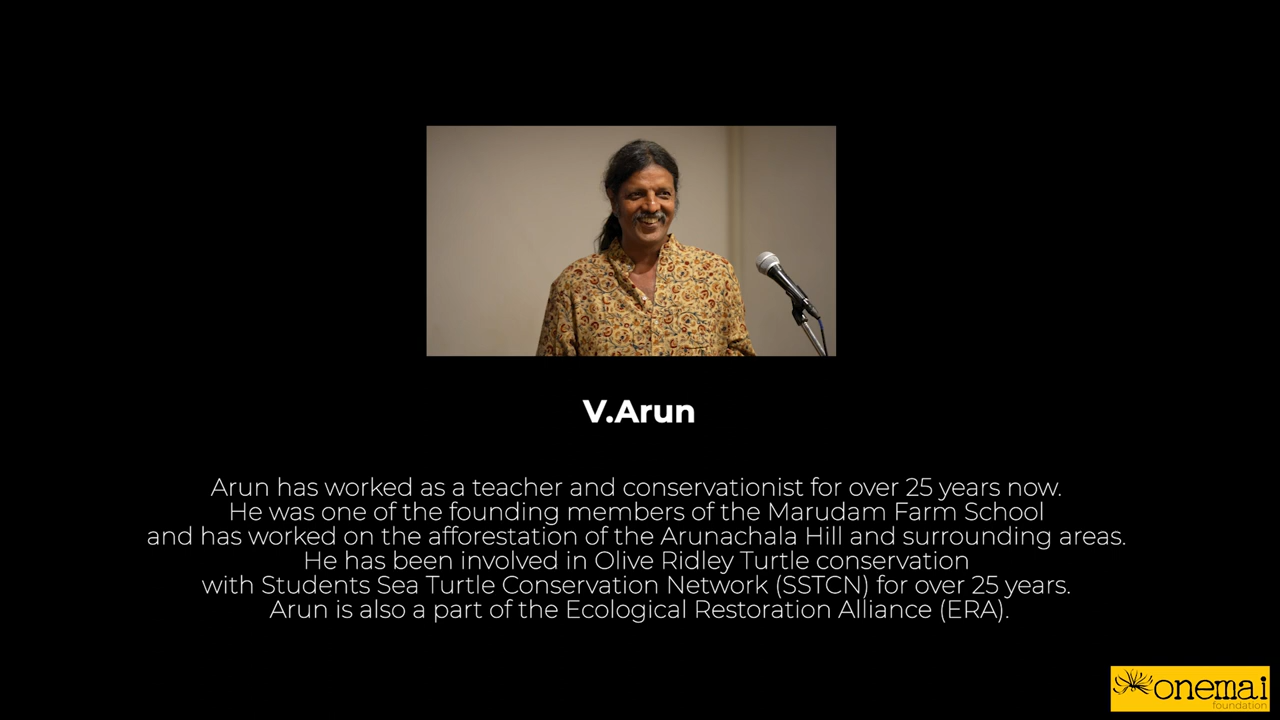 V.Arun
Arun has worked as a teacher and conservationist for over 25 years now.
He was one of the founding members of the Marudam Farm School
and has worked on the afforestation of the Arunachala Hill and surrounding areas.
He has been involved in Olive Ridley Turtle conservation
with Students Sea Turtle Conservation Network (SSTCN) for over 25 years.
Arun is also a part of the Ecological Restoration Alliance (ERA).
onemai
foundation